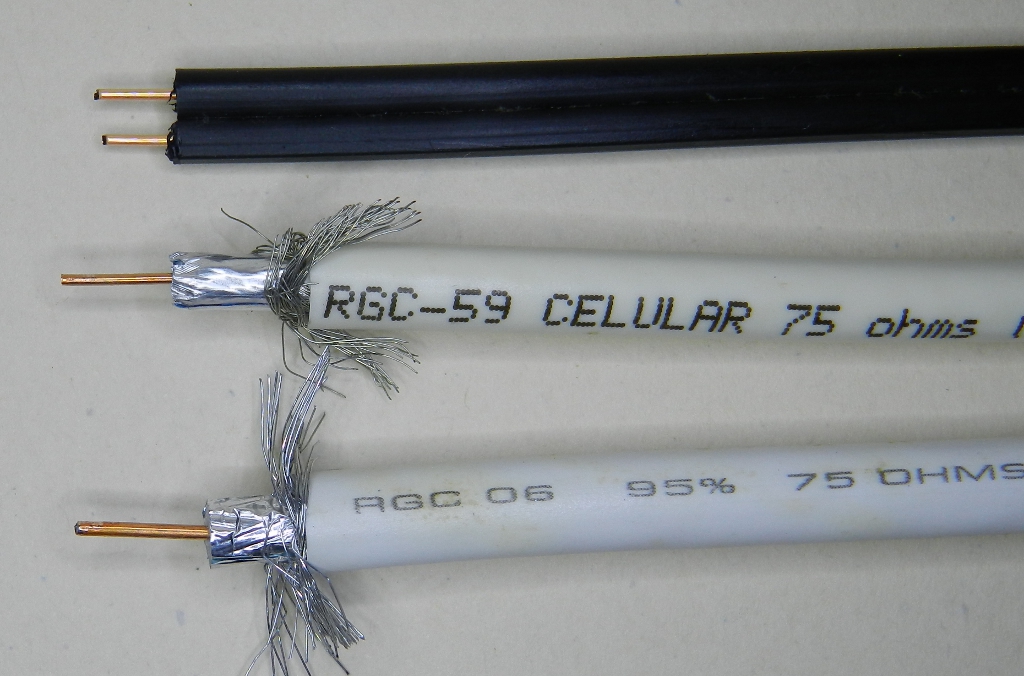 RGC-59 CELULAR 75 ohms
RGC 06 95% 75 OHMS